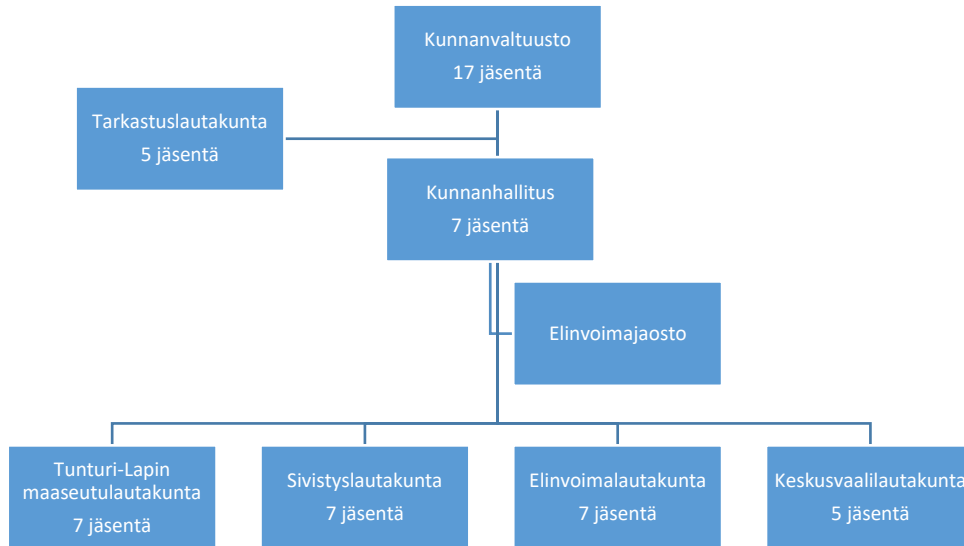 Kunnanvaltuusto
17 jäsentä
Tarkastuslautakunta
5 jäsentä
Kunnanhallitus
7 jäsentä
Elinvoimajaosto
Tunturi-Lapin
maaseutulautakunta
7 jäsentä
Sivistyslautakunta
7 jäsentä
Elinvoimalautakunta
7 jäsentä
Keskusvaalilautakunta
5 jäsentä